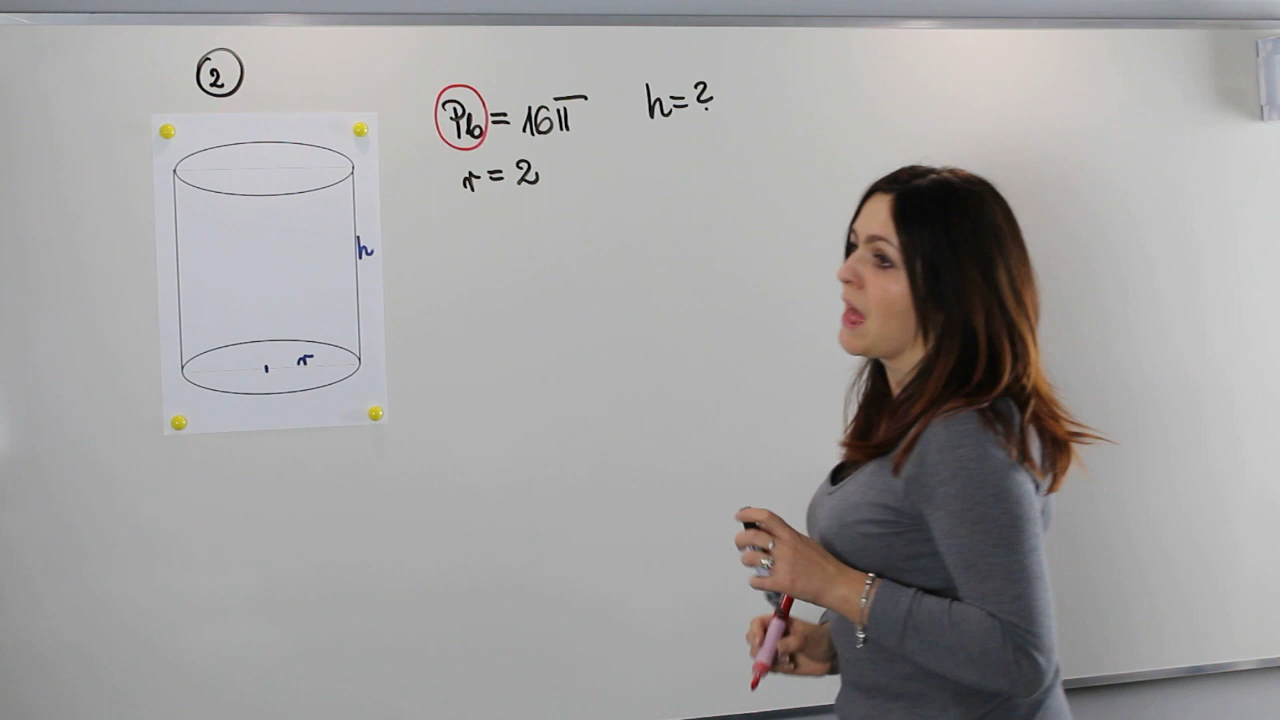 2
Pb = 16π h = ?
r = 2
h
r